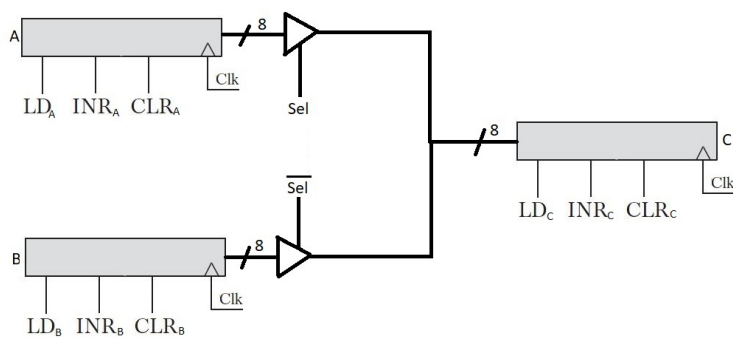 A
8
Clk
LDA INRA CLRA
Sel
8
C
Clk
LDC INRC CLRC
Sel
B
8
Clk
LDB INRB CLRB